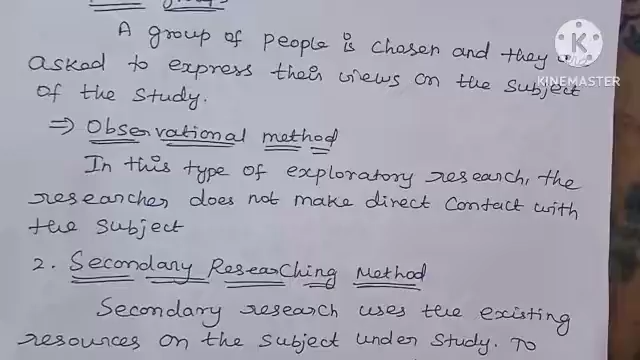 A group of people is chosen and they
asked to express their views on the subject
of the study.
⇒ Observational method
In this type of exploratory research, the
researcher does not make direct contact with
the subject
2. Secondary Researching Method
Secondary research uses the existing
resources on the subject under study. To
KINEMASTER